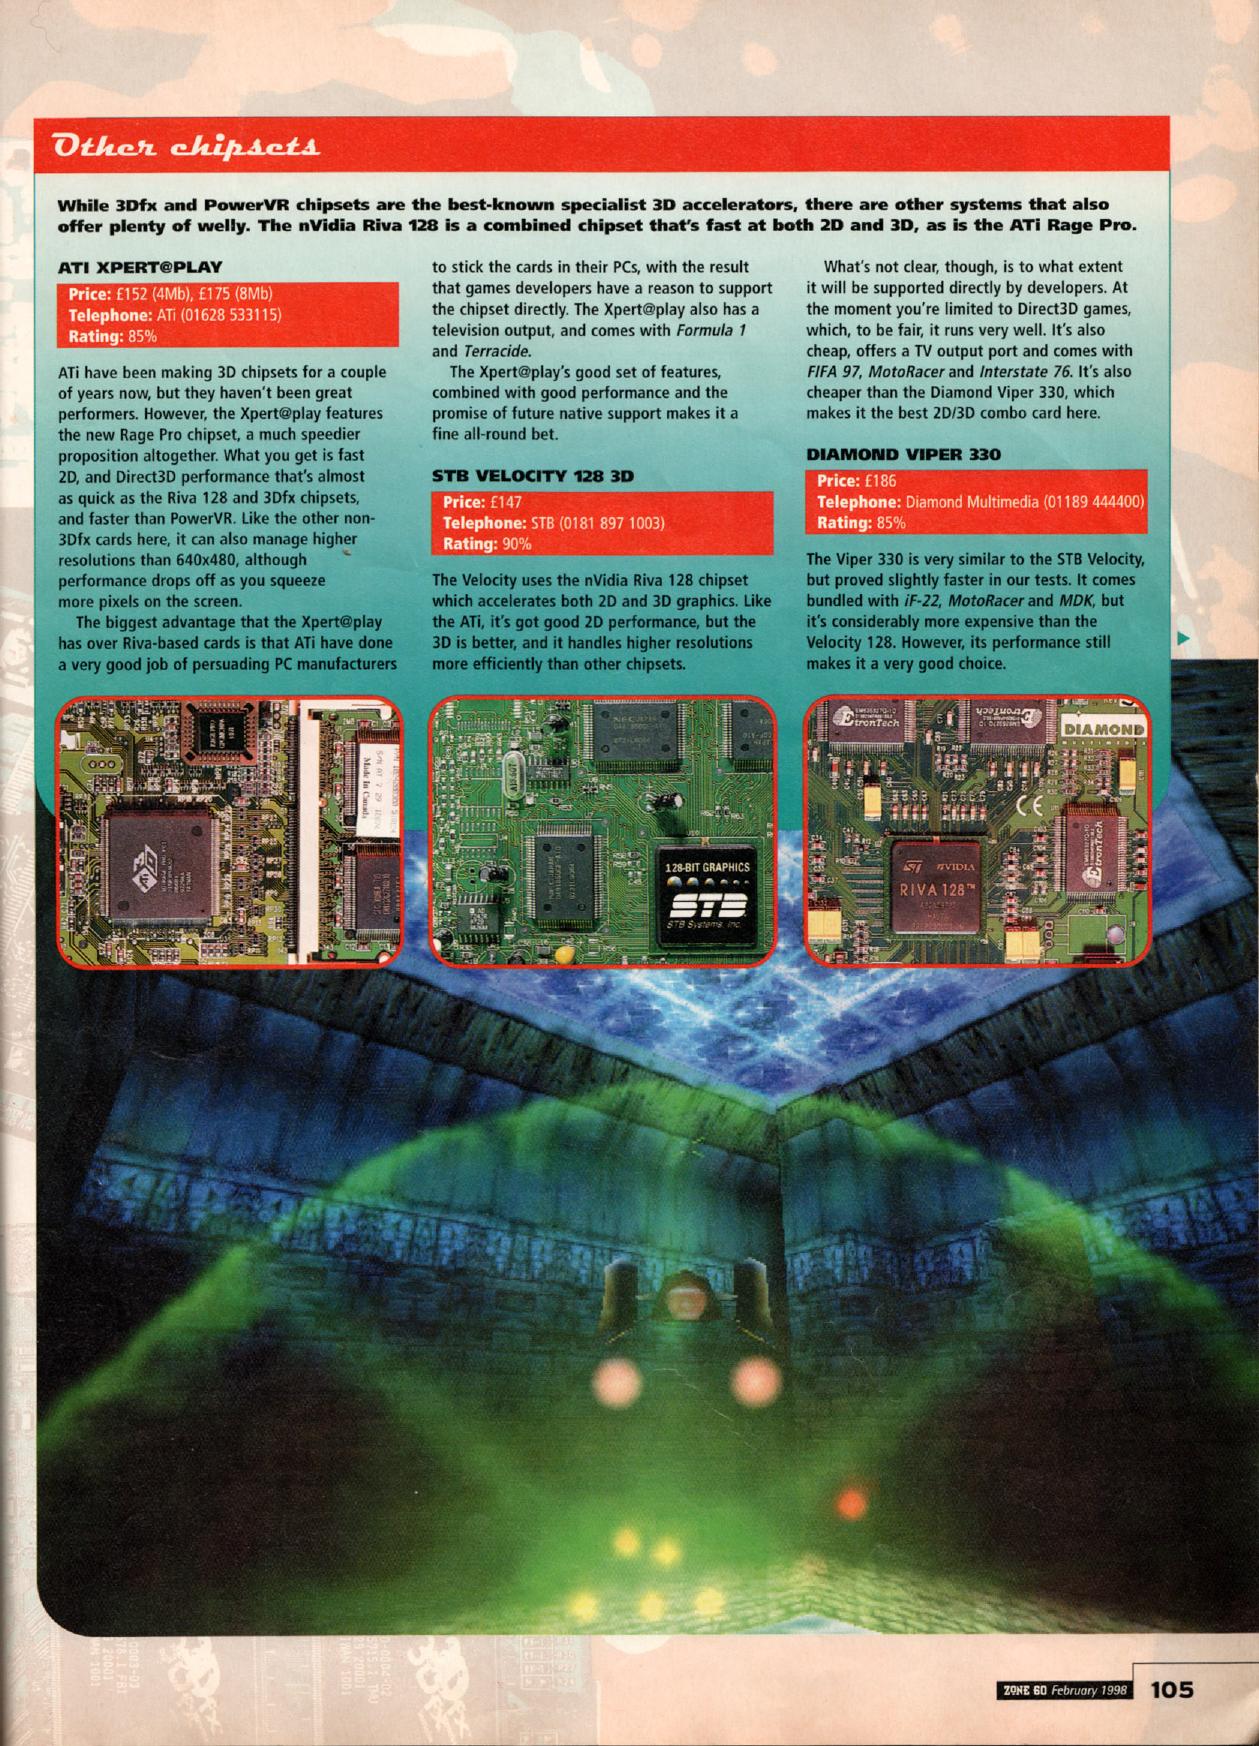 Other chipsets
While 3Dfx and PowerVR chipsets are the best-known specialist 3D accelerators, there are other systems that also
offer plenty of welly. The nVidia Riva 128 is a combined chipset that's fast at both 2D and 3D, as is the ATi Rage Pro.
ATI XPERT@PLAY
Price: £152 (4Mb), £175 (8Mb)
Telephone: ATi (01628 533115)
Rating: 85%
ATi have been making 3D chipsets for a couple
of years now, but they haven't been great
performers. However, the Xpert@play features
the new Rage Pro chipset, a much speedier
proposition altogether. What you get is fast
2D, and Direct3D performance that's almost
as quick as the Riva 128 and 3Dfx chipsets,
and faster than PowerVR. Like the other non-
3Dfx cards here, it can also manage higher
resolutions than 640x480, although
performance drops off as you squeeze
more pixels on the screen.
The biggest advantage that the Xpert@play
has over Riva-based cards is that ATi have done
a very good job of persuading PC manufacturers
to stick the cards in their PCs, with the result
that games developers have a reason to support
the chipset directly. The Xpert@play also has a
television output, and comes with Formula 1
and Terracide.
The Xpert@play's good set of features,
combined with good performance and the
promise of future native support makes it a
fine all-round bet.
STB VELOCITY 128 3D
Price: £147
Telephone: STB (0181 897 1003)
Rating: 90%
The Velocity uses the nVidia Riva 128 chipset
which accelerates both 2D and 3D graphics. Like
the ATi, it's got good 2D performance, but the
3D is better, and it handles higher resolutions
more efficiently than other chipsets.
What's not clear, though, is to what extent
it will be supported directly by developers. At
the moment you're limited to Direct3D games,
which, to be fair, it runs very well. It's also
cheap, offers a TV output port and comes with
FIFA 97, MotoRacer and Interstate 76. It's also
cheaper than the Diamond Viper 330, which
makes it the best 2D/3D combo card here.
DIAMOND VIPER 330
Price: £186
Telephone: Diamond Multimedia (01189 444400)
Rating: 85%
The Viper 330 is very similar to the STB Velocity,
but proved slightly faster in our tests. It comes
bundled with iF-22, MotoRacer and MDK, but
it's considerably more expensive than the
Velocity 128. However, its performance still
makes it a very good choice.
Made in Canada
128-BIT GRAPHICS
STB
STB Systems, Inc.
EtronTech
EtronTech
DIAMOND
MULTIMEDIA
CE
EtronTech
NVIDIA
RIVA 128™
ZONE 60 February 1998
105